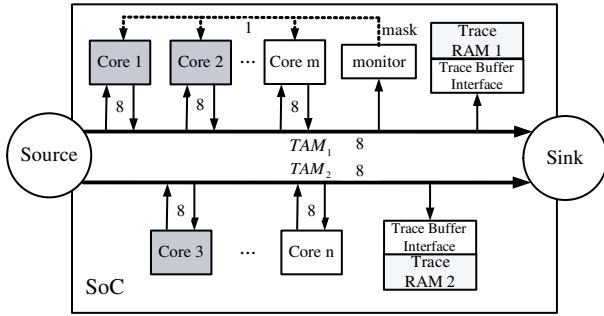 1
mask
Core 1
Core 2
...
Core m
monitor
Trace
RAM 1
Trace Buffer
Interface
8
8
8
Source
TAM1
8
TAM2
8
Sink
8
8
Core 3
...
Core n
Trace Buffer
Interface
Trace
RAM 2
SoC